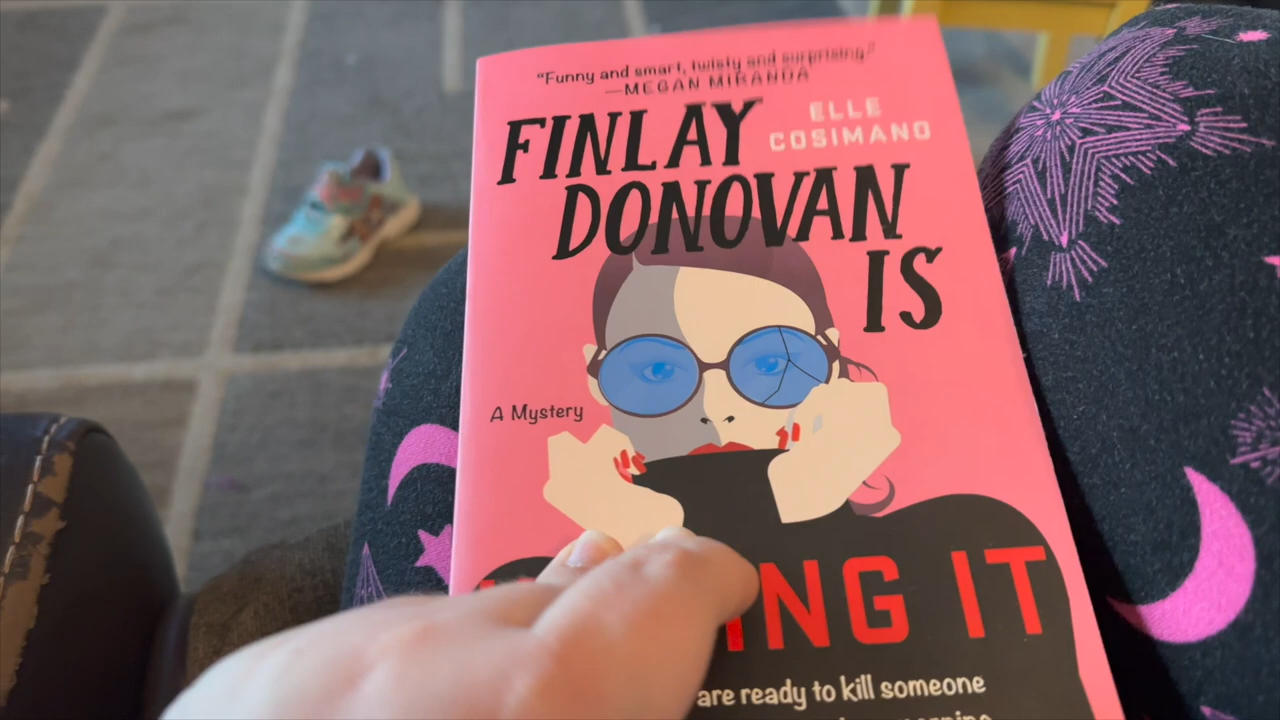 "Funny and smart, twisty and surprising."
—MEGAN MIRANDA
FINLAY
ELLE
COSIMANO
DONOVAN
IS
A Mystery
ING IT
are ready to kill someone